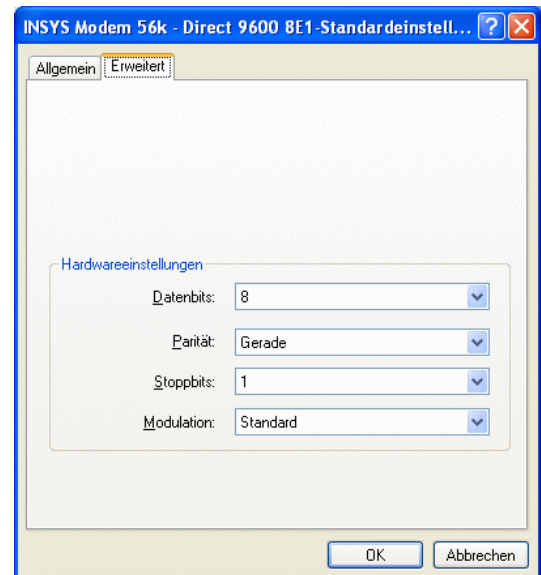 INSYS Modem 56k - Direct 9600 8E1-Standardeinstell...
Allgemein Erweitert
Hardwareeinstellungen
Datenbits: 8
Parität: Gerade
Stoppbits: 1
Modulation: Standard
OK Abbrechen